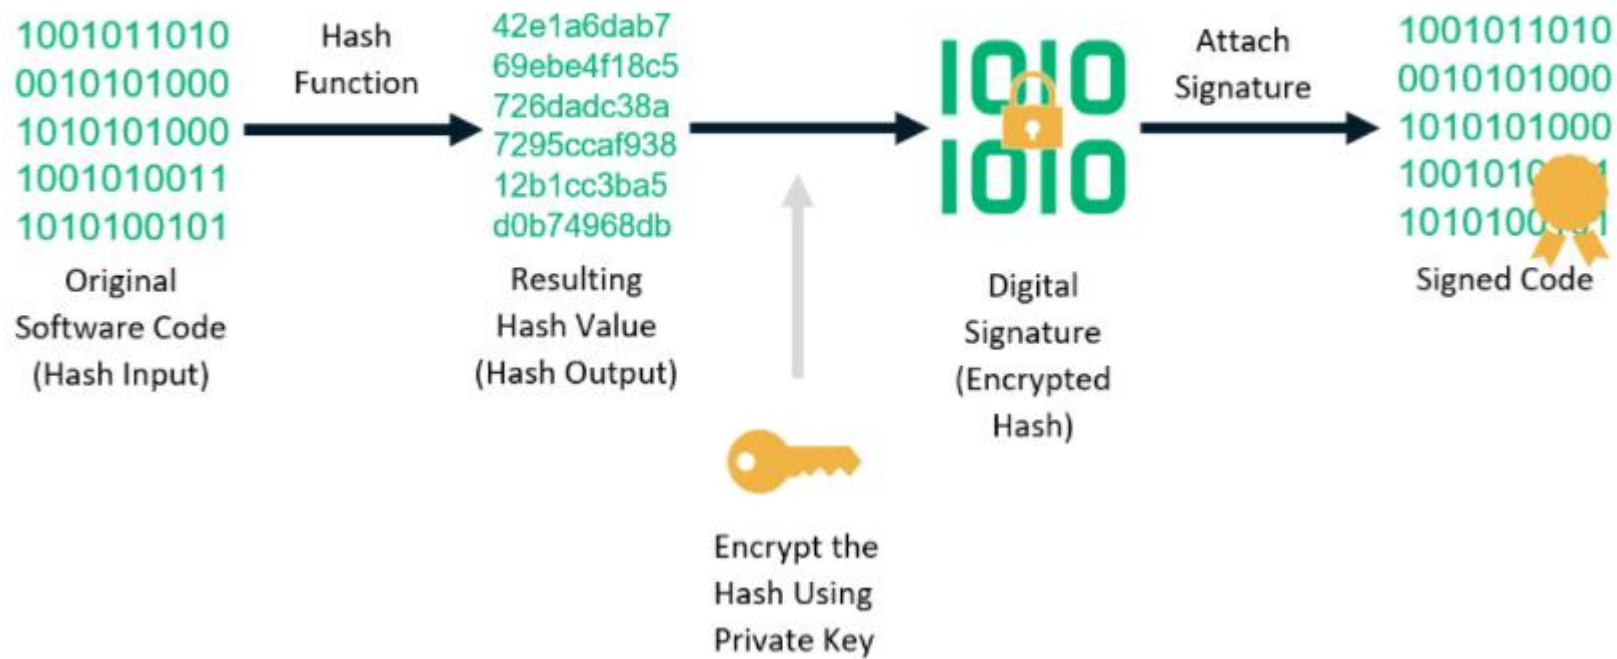 1001011010
0010101000
1010101000
1001010011
1010100101
Original
Software Code
(Hash Input)
Hash
Function
42e1a6dab7
69ebe4f18c5
726dadc38a
7295ccaf938
12b1cc3ba5
d0b74968db
Resulting
Hash Value
(Hash Output)
Encrypt the
Hash Using
Private Key
1010
1010
Digital
Signature
(Encrypted
Hash)
Attach
Signature
1001011010
0010101000
1010101000
Signed Code